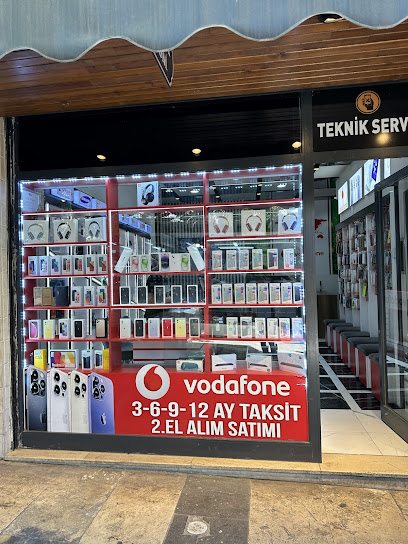 TEKNİK SERV
vodafone
3-6-9-12 AY TAKSİT
2.EL ALIM SATIMI